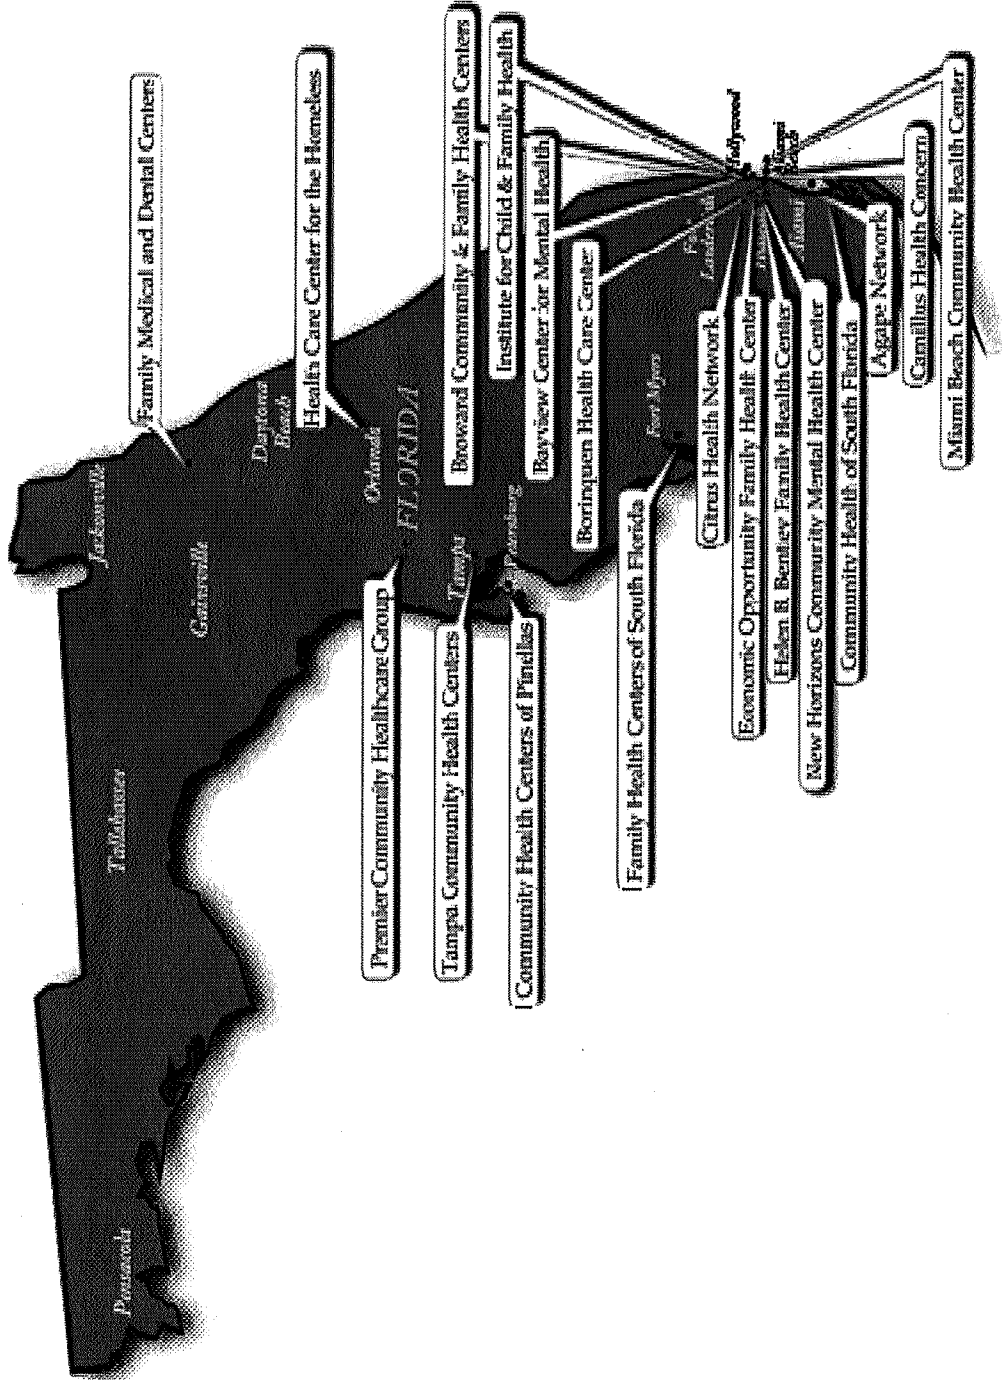 Family Medical and Dental Centers
Health Care Center for the Homeless
Broward Community & Family Health Centers
Institute for Child & Family Health
Bayview Center for Mental Health
Borinquen Health Care Center
Citrus Health Network
Economic Opportunity Family Health Center
Helen B. Bentley Family Health Center
New Horizons Community Mental Health Center
Community Health of South Florida
Agape Network
Camillus Health Concern
Miami Beach Community Health Center
Premier Community Healthcare Group
Tampa Community Health Centers
Community Health Centers of Pinellas
Family Health Centers of South Florida
Pensacola
Tallahassee
Jacksonville
Gainesville
Daytona
Beach
Orlando
FLORIDA
Tampa
Petersburg
Fort Myers
Hollywood
Miami
Beach
Miami